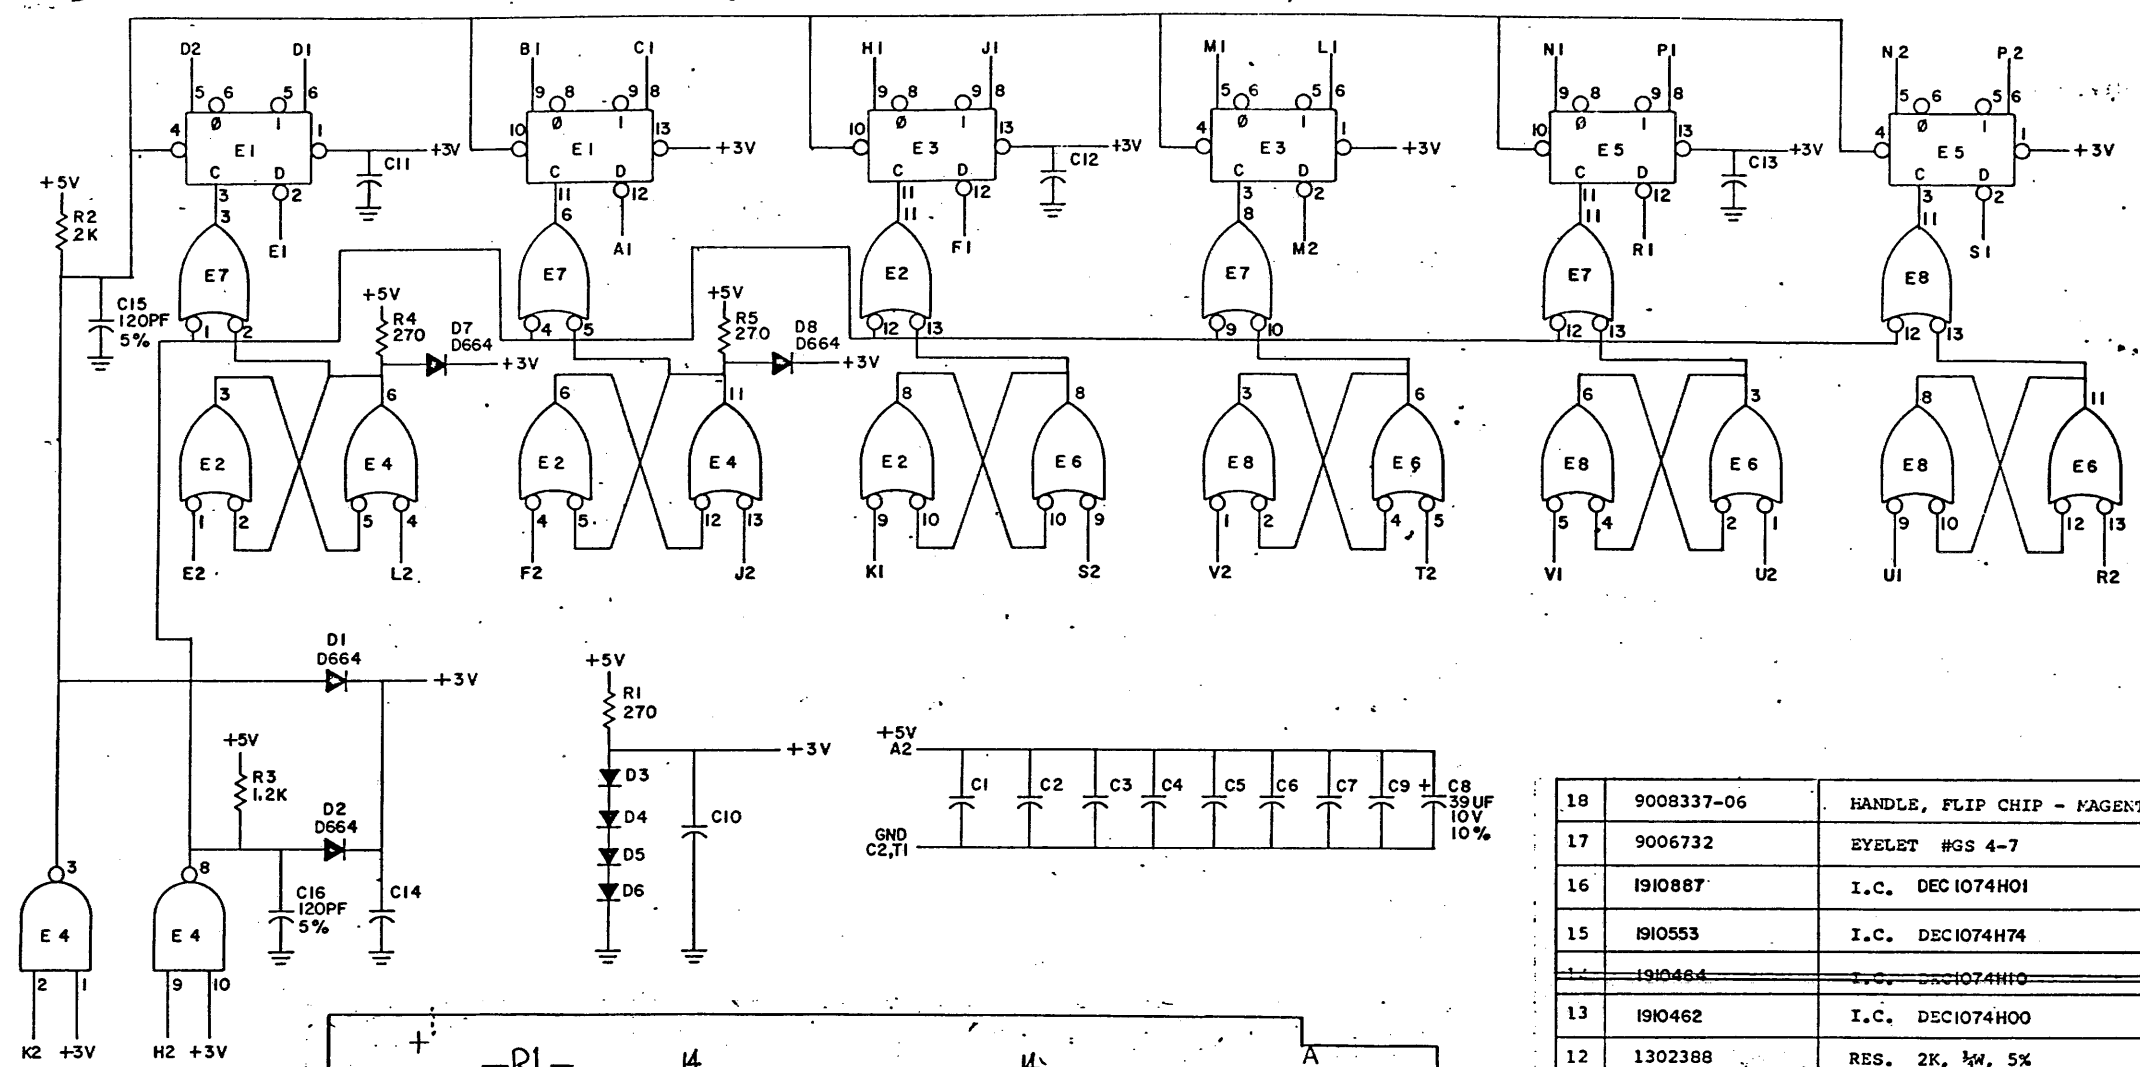 D2 D1 B1 C1 H1 J1 M1 L1 N1 P1 N2 P2
5 6 5 6 9 8 9 8 9 8 9 8 5 6 5 6 9 8 9 8 5 6 5 6
Ø 1 Ø 1 Ø 1 Ø 1 Ø 1 Ø 1
4 E1 1 +3V C11 10 E1 13 +3V 10 E3 13 +3V C12 4 E3 1 +3V 10 E5 13 +3V C13 4 E5 1 +3V
C D C D C D C D C D C D
3 2 11 12 11 12 3 2 11 12 3 2
3 E1 6 A1 11 F1 8 M2 11 R1 11 S1
+5V
R2
2K
E7 E7 E2 E7 E7 E8
1 2 4 5 12 13 9 10 12 13 12 13
C15
120PF
5%
+5V
R4
270
D7
D664
+3V
+5V
R5
270
D8
D664
+3V
3 6 6 11 8 8 3 6 6 3 8 11
E2 E4 E2 E4 E2 E6 E8 E6 E8 E6 E8 E6
1 2 5 4 4 5 12 13 9 10 10 9 1 2 4 5 5 4 2 1 9 10 12 13
E2 L2 F2 J2 K1 S2 V2 T2 V1 U2 U1 R2
D1
D664
+3V
+5V
R3
1.2K
D2
D664
C16
120PF
5%
C14
+5V
R1
270
+3V
D3
D4
D5
D6
C10
+5V
A2
C1 C2 C3 C4 C5 C6 C7 C9 + C8
39UF
10V
10%
GND
C2,T1
3 8
E4 E4
2 1 9 10
K2 +3V H2 +3V
18 9008337-06 HANDLE, FLIP CHIP - MAGENT
17 9006732 EYELET #GS 4-7
16 1910887 I.C. DEC1074H01
15 1910553 I.C. DEC1074H74
1910464 I.C. DEC1074H10
13 1910462 I.C. DEC1074H00
12 1302388 RES. 2K, ¼W, 5%
+
R1
A